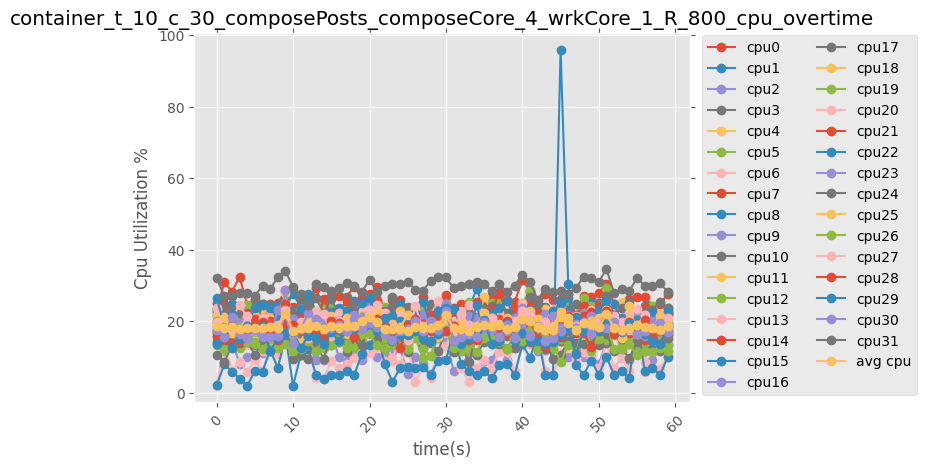 container_t_10_c_30_composePosts_composeCore_4_wrkCore_1_R_800_cpu_overtime
100
80
60
40
20
0
Cpu Utilization %
0
10
20
30
40
50
60
time(s)
cpu0
cpu1
cpu2
cpu3
cpu4
cpu5
cpu6
cpu7
cpu8
cpu9
cpu10
cpu11
cpu12
cpu13
cpu14
cpu15
cpu16
cpu17
cpu18
cpu19
cpu20
cpu21
cpu22
cpu23
cpu24
cpu25
cpu26
cpu27
cpu28
cpu29
cpu30
cpu31
avg cpu